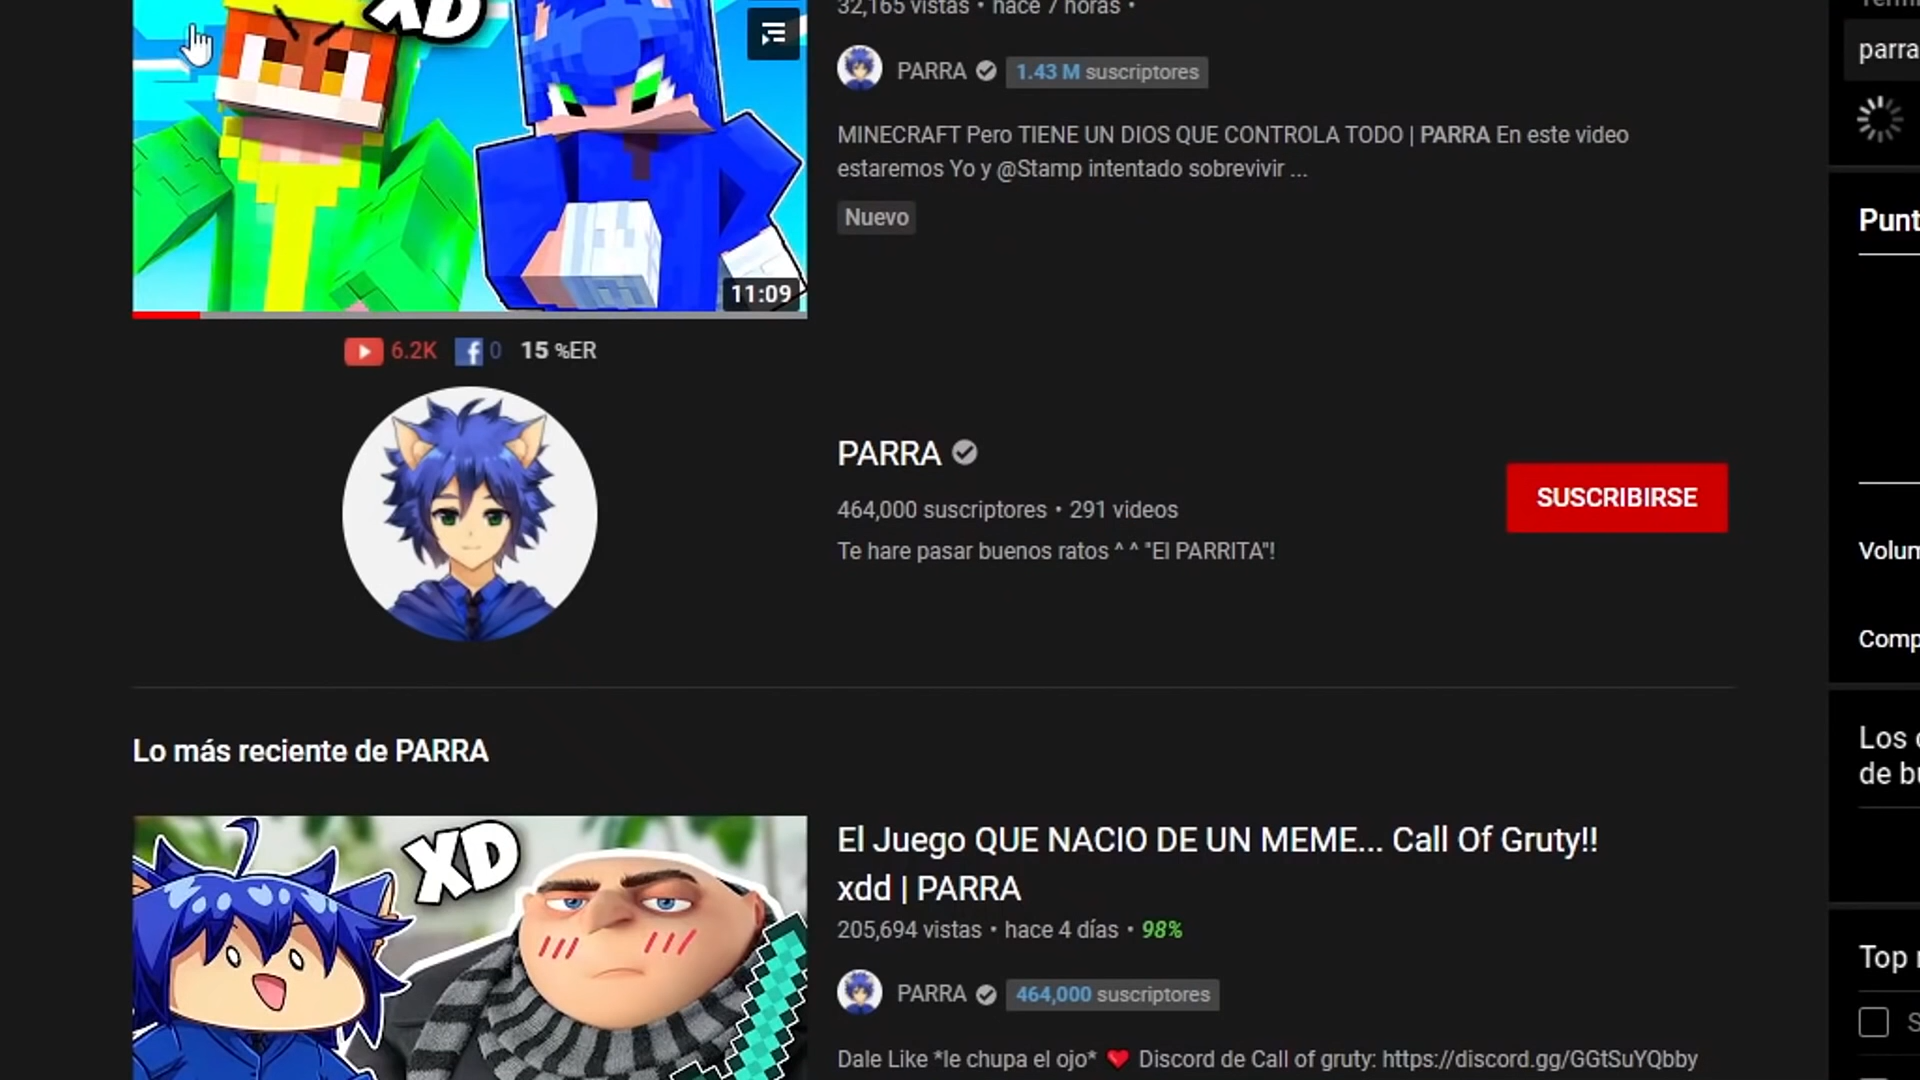 XD
32,165 vistas • hace 7 horas •
PARRA 1.43 M suscriptores
MINECRAFT Pero TIENE UN DIOS QUE CONTROLA TODO | PARRA En este video
estaremos Yo y @Stamp intentado sobrevivir ...
Nuevo
11:09
6.2K f 0 15 %ER
PARRA
464,000 suscriptores • 291 videos
Te hare pasar buenos ratos ^ ^ "El PARRITA"!
SUSCRIBIRSE
Lo más reciente de PARRA
XD
El Juego QUE NACIO DE UN MEME... Call Of Gruty!!
xdd | PARRA
205,694 vistas • hace 4 días • 98%
PARRA 464,000 suscriptores
Dale Like *le chupa el ojo* ❤ Discord de Call of gruty: https://discord.gg/GGtSuYQbby
parra
Punt
Volum
Comp
Los
de bu
Top